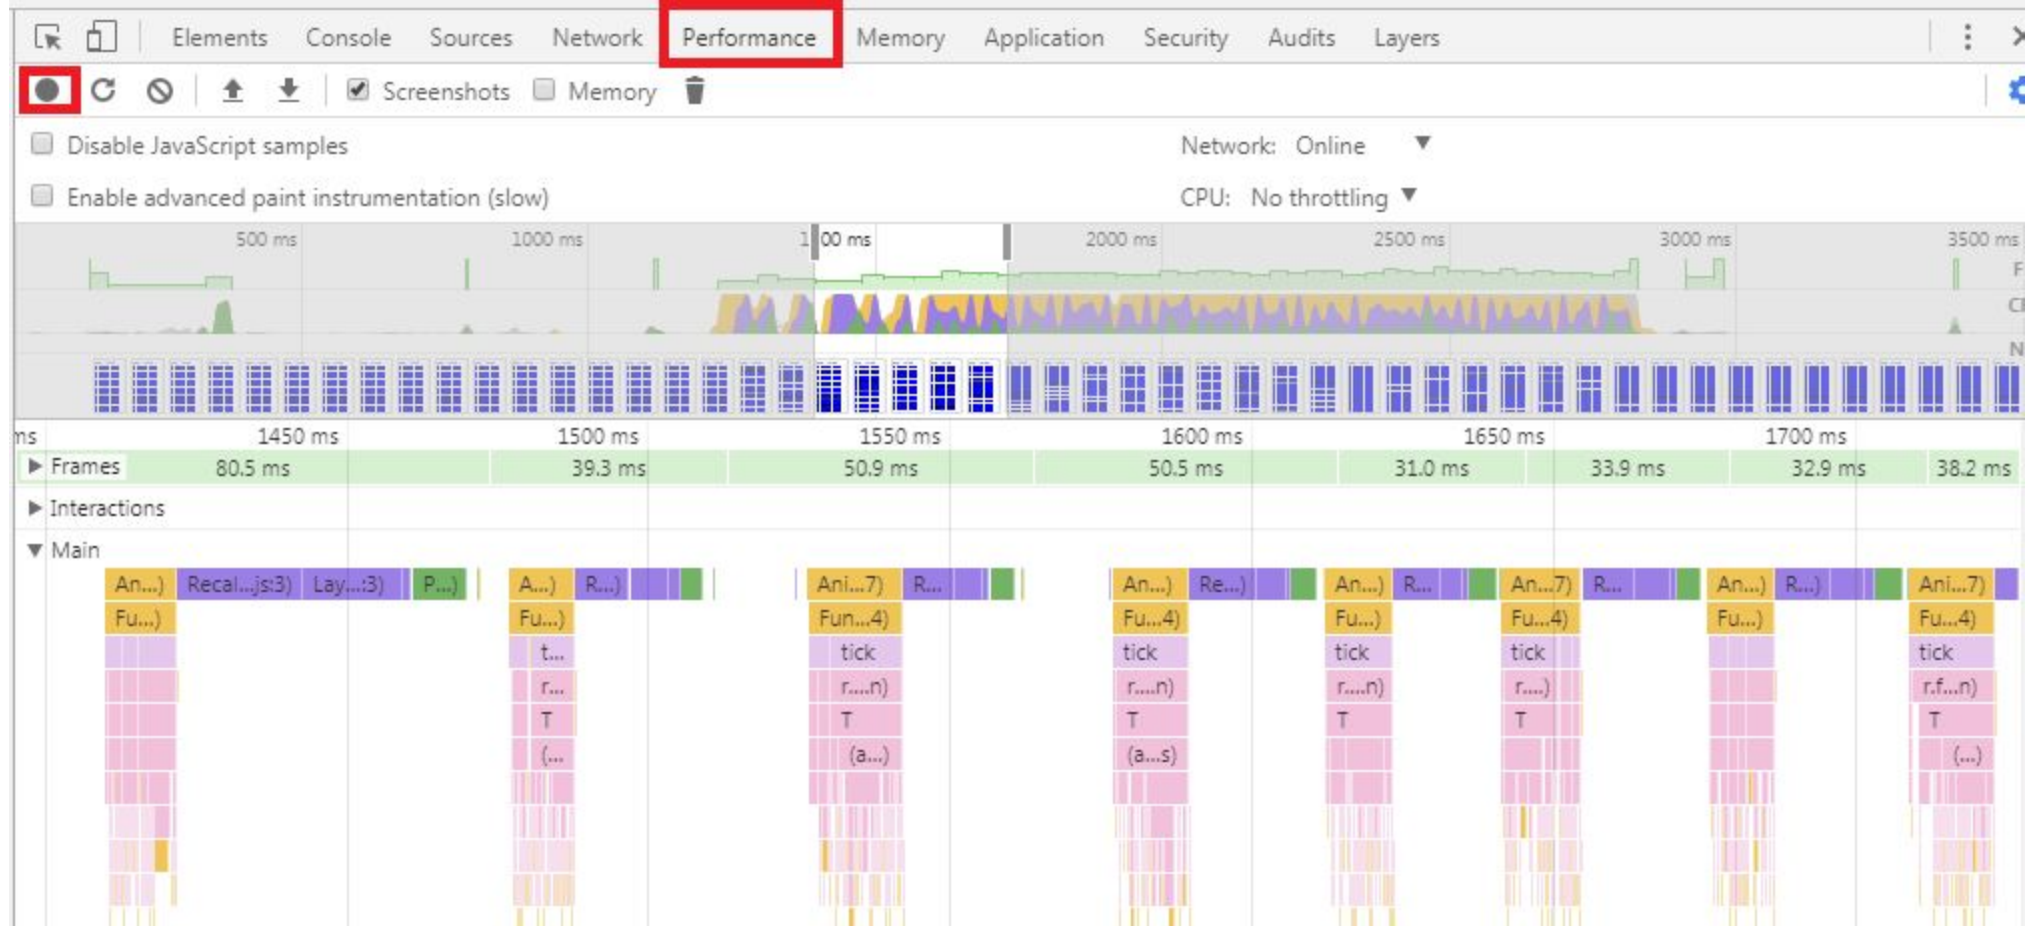 Elements Console Sources Network Performance Memory Application Security Audits Layers
Screenshots Memory
Disable JavaScript samples Network: Online
Enable advanced paint instrumentation (slow) CPU: No throttling
500 ms 1000 ms 1 00 ms 2000 ms 2500 ms 3000 ms 3500 ms
F
CP
N
ms 1450 ms 1500 ms 1550 ms 1600 ms 1650 ms 1700 ms
Frames 80.5 ms 39.3 ms 50.9 ms 50.5 ms 31.0 ms 33.9 ms 32.9 ms 38.2 ms
Interactions
Main
An...) Recal...js:3) Lay...:3) P...) A...) R...) Ani...7) R... An...) Re...) An...) R... An...7) R... An...) R...) Ani...7)
Fu...) Fu...) Fun...4) Fu...4) Fu...) Fu...4) Fu...) Fu...4)
t... tick tick tick tick tick
r... r....n) r....n) r....n) r....) r.f...n)
T T T T T T
(... (a...) (a...s) (...)